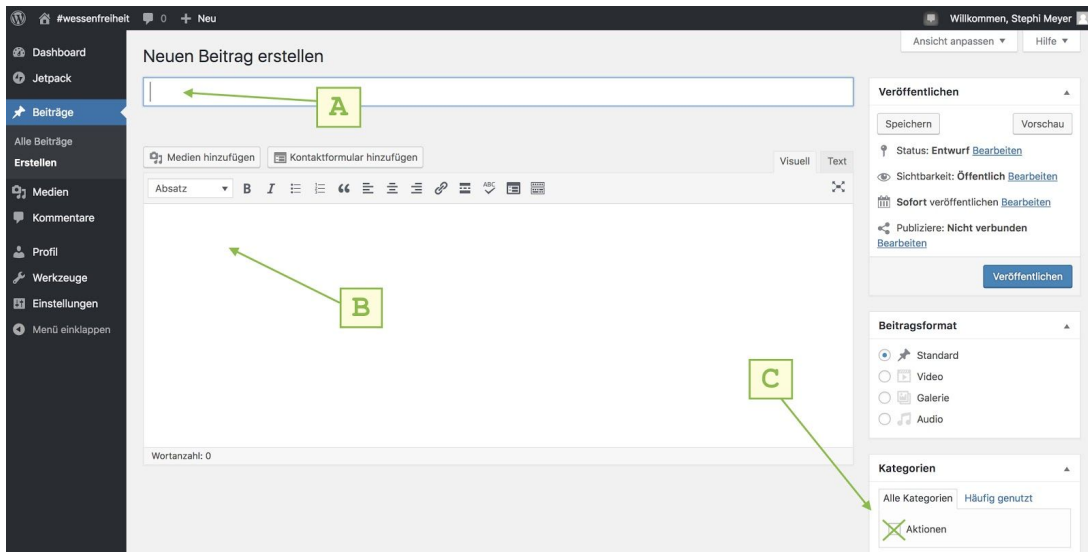 #wessenfreiheit 0 + Neu Willkommen, Stephi Meyer
Ansicht anpassen ▼ Hilfe ▼
Dashboard
Jetpack
Beiträge
Alle Beiträge
Erstellen
Medien
Kommentare
Profil
Werkzeuge
Einstellungen
Menü einklappen
Neuen Beitrag erstellen
A
Medien hinzufügen Kontaktformular hinzufügen Visuell Text
Absatz ▼ B I ABC
B
C
Wortanzahl: 0
Veröffentlichen
Speichern Vorschau
Status: Entwurf Bearbeiten
Sichtbarkeit: Öffentlich Bearbeiten
Sofort veröffentlichen Bearbeiten
Publiziere: Nicht verbunden
Bearbeiten
Veröffentlichen
Beitragsformat
Standard
Video
Galerie
Audio
Kategorien
Alle Kategorien Häufig genutzt
Aktionen